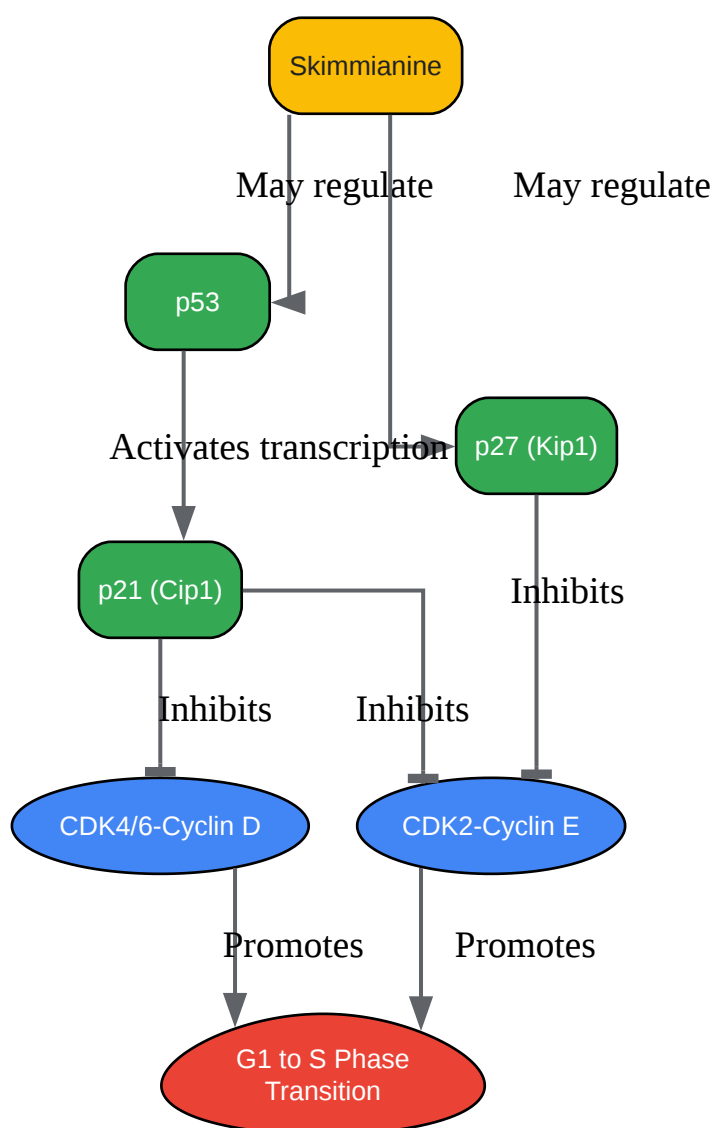 Skimmianine
May regulate
May regulate
p53
Activates transcription
p27 (Kip1)
p21 (Cip1)
Inhibits
Inhibits
Inhibits
CDK4/6-Cyclin D
CDK2-Cyclin E
Promotes
Promotes
G1 to S Phase
Transition